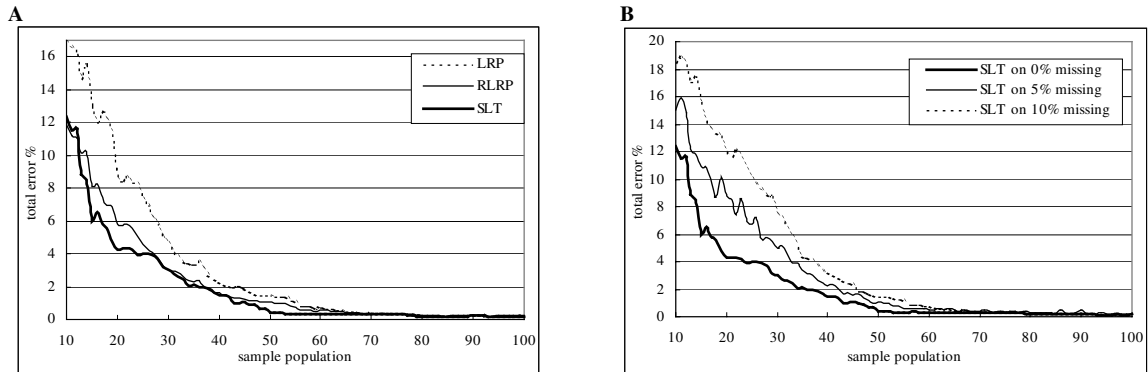 A
16
14
12
10
8
6
4
2
0
total error %
10 20 30 40 50 60 70 80 90 100
sample population
LRP
RLRP
SLT
B
20
18
16
14
12
10
8
6
4
2
0
total error %
10 20 30 40 50 60 70 80 90 100
sample population
SLT on 0% missing
SLT on 5% missing
SLT on 10% missing